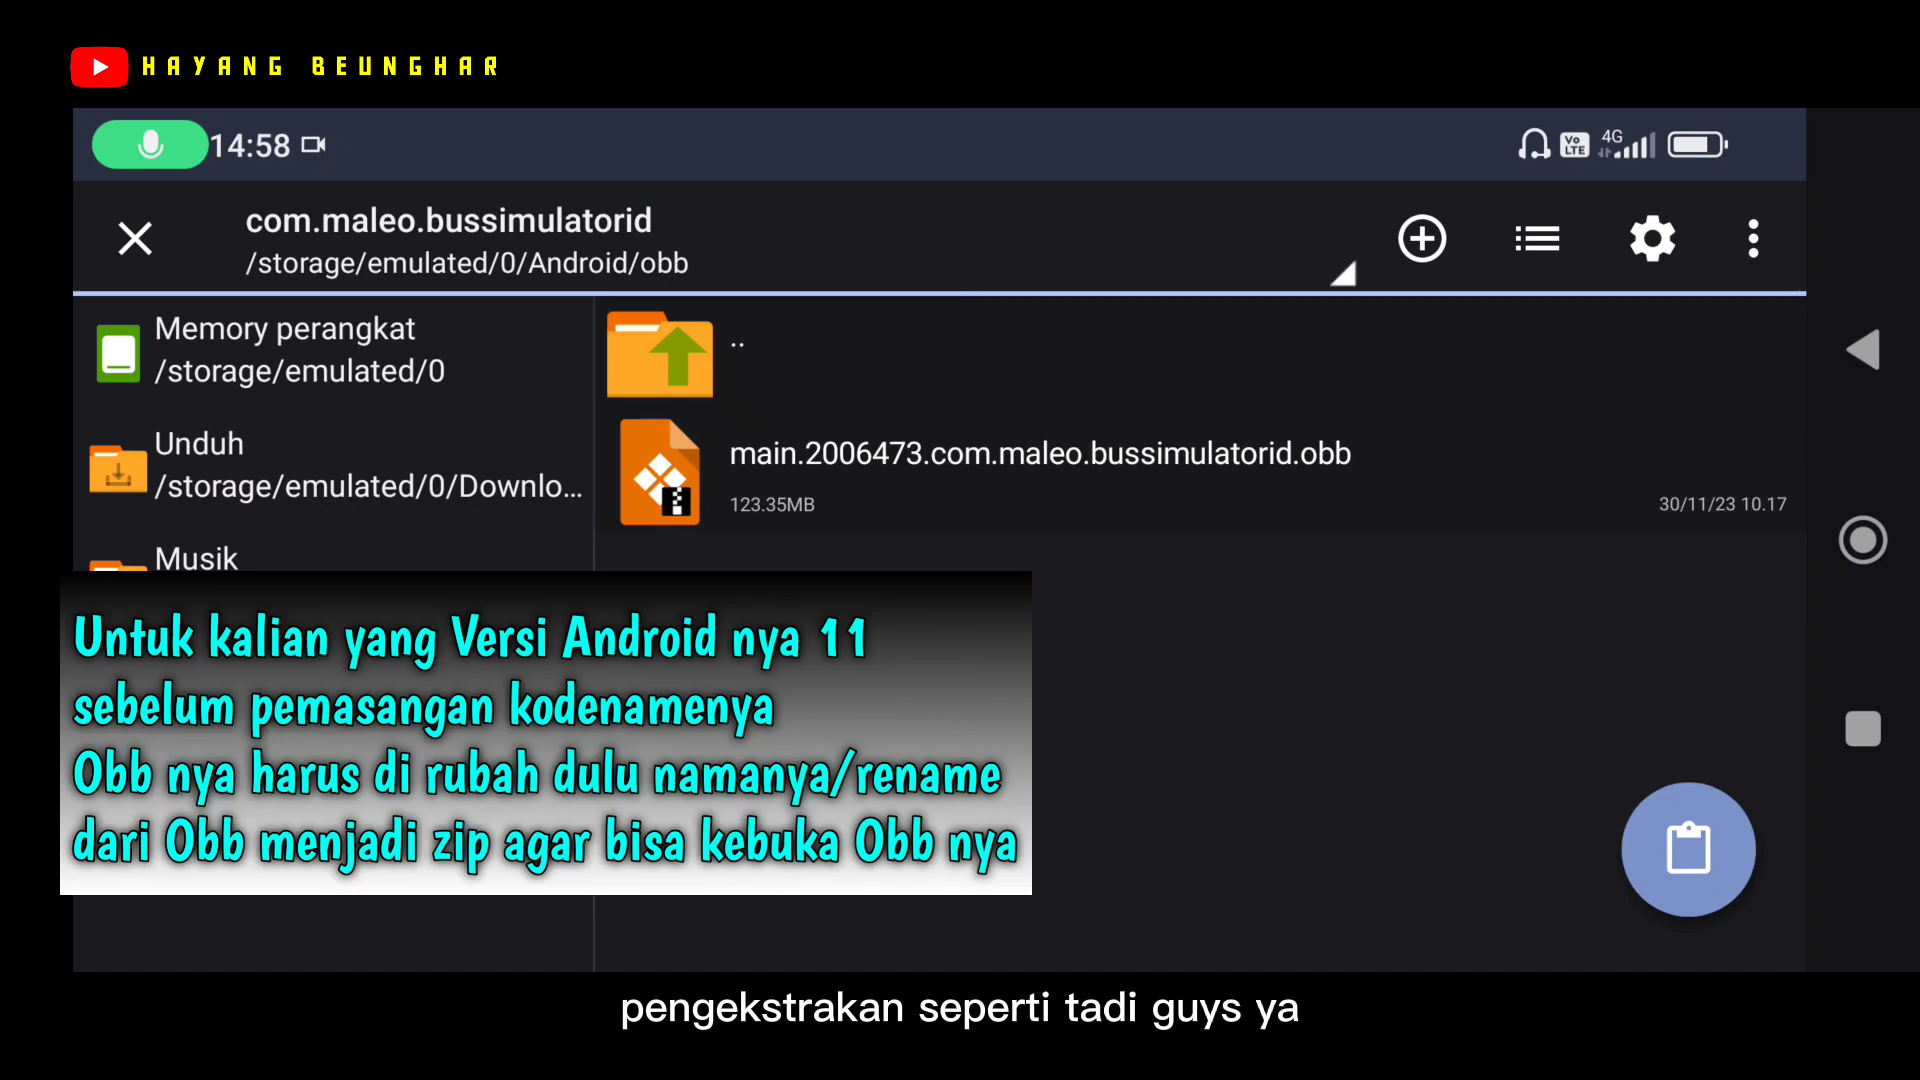 HAYANG BEUNGHAR
14:58
Vo LTE
4G
com.maleo.bussimulatorid
/storage/emulated/0/Android/obb
Memory perangkat
/storage/emulated/0
Unduh
/storage/emulated/0/Downlo...
Musik
..
main.2006473.com.maleo.bussimulatorid.obb
123.35MB
30/11/23 10.17
Untuk kalian yang Versi Android nya 11
sebelum pemasangan kodenamenya
Obb nya harus di rubah dulu namanya/rename
dari Obb menjadi zip agar bisa kebuka Obb nya
pengekstrakan seperti tadi guys ya